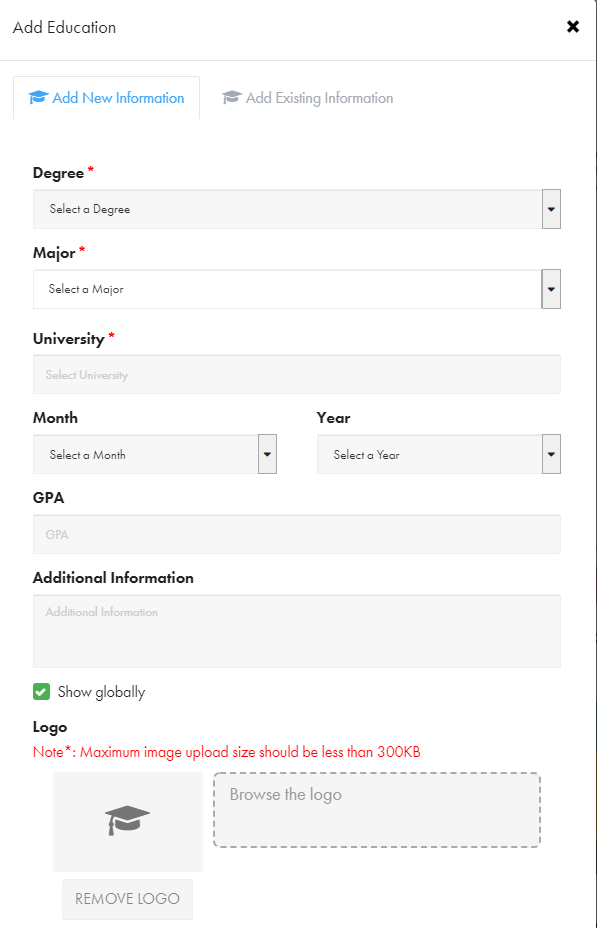 Add Education
Add New Information
Add Existing Information
Degree *
Select a Degree
Major *
Select a Major
University *
Select University
Month
Year
Select a Month
Select a Year
GPA
GPA
Additional Information
Additional Information
Show globally
Logo
Note*: Maximum image upload size should be less than 300KB
Browse the logo
REMOVE LOGO